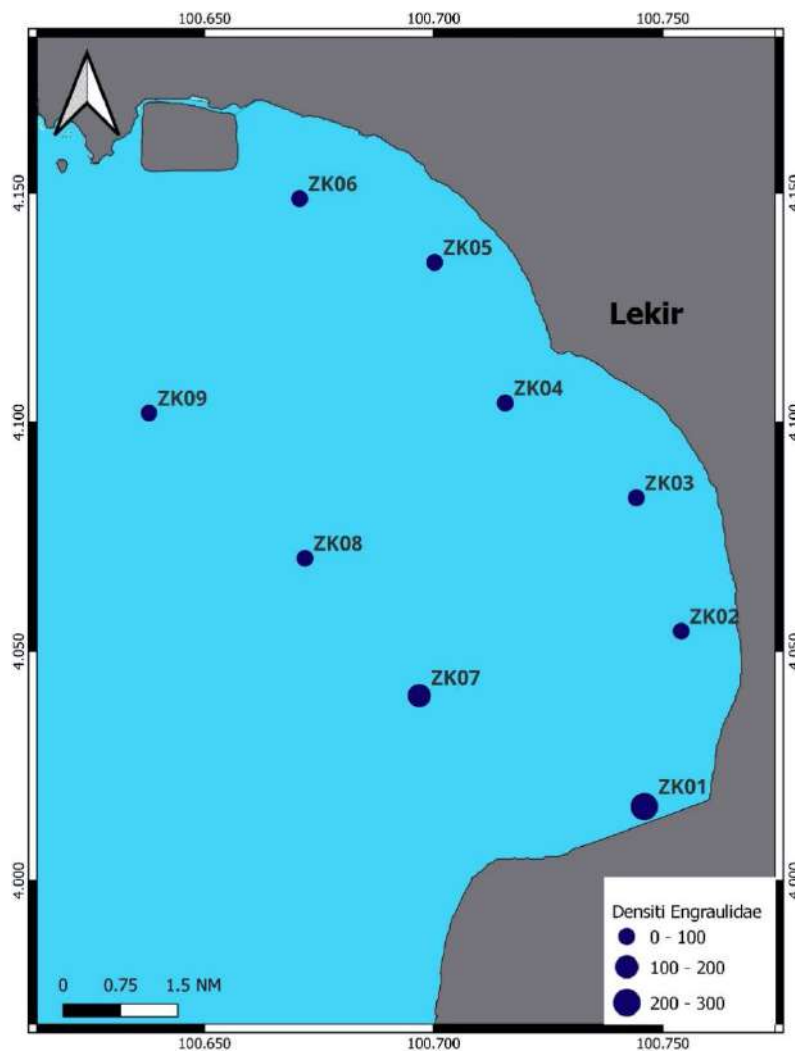 100.650 100.700 100.750
4.150 4.150
ZK06
ZK05
Lekir
ZK09
ZK04
4.100 4.100
ZK03
ZK08
ZK02
4.050 4.050
ZK07
ZK01
4.000 4.000
Densiti Engraulidae
0 - 100
100 - 200
200 - 300
0 0.75 1.5 NM
100.650 100.700 100.750